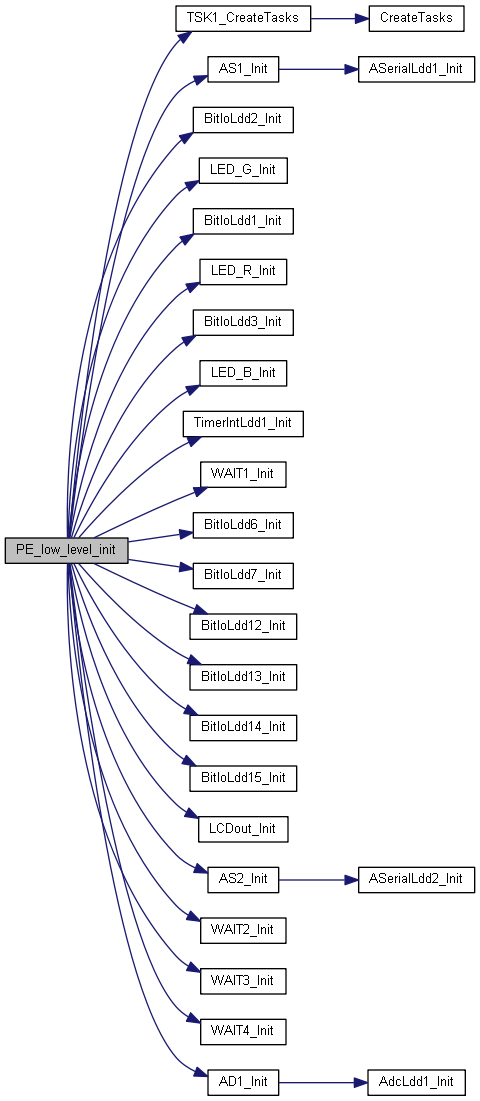 TSK1_CreateTasks
CreateTasks
AS1_Init
ASerialLdd1_Init
BitIoLdd2_Init
LED_G_Init
BitIoLdd1_Init
LED_R_Init
BitIoLdd3_Init
LED_B_Init
TimerIntLdd1_Init
WAIT1_Init
BitIoLdd6_Init
PE_low_level_init
BitIoLdd7_Init
BitIoLdd12_Init
BitIoLdd13_Init
BitIoLdd14_Init
BitIoLdd15_Init
LCDout_Init
AS2_Init
ASerialLdd2_Init
WAIT2_Init
WAIT3_Init
WAIT4_Init
AD1_Init
AdcLdd1_Init